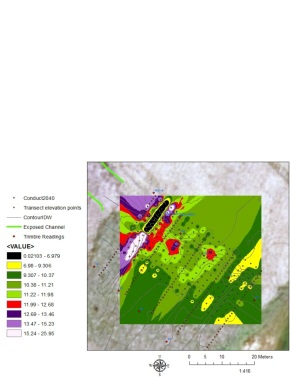 Conduct2040
Transect elevation points
ContourIDW
Exposed Channel
Trimble Readings
<VALUE>
0.02103 - 6.979
6.98 - 9.306
9.307 - 10.37
10.38 - 11.21
11.22 - 11.98
11.99 - 12.68
12.69 - 13.46
13.47 - 15.23
15.24 - 25.95
0 5 10 20 Meters
1:416